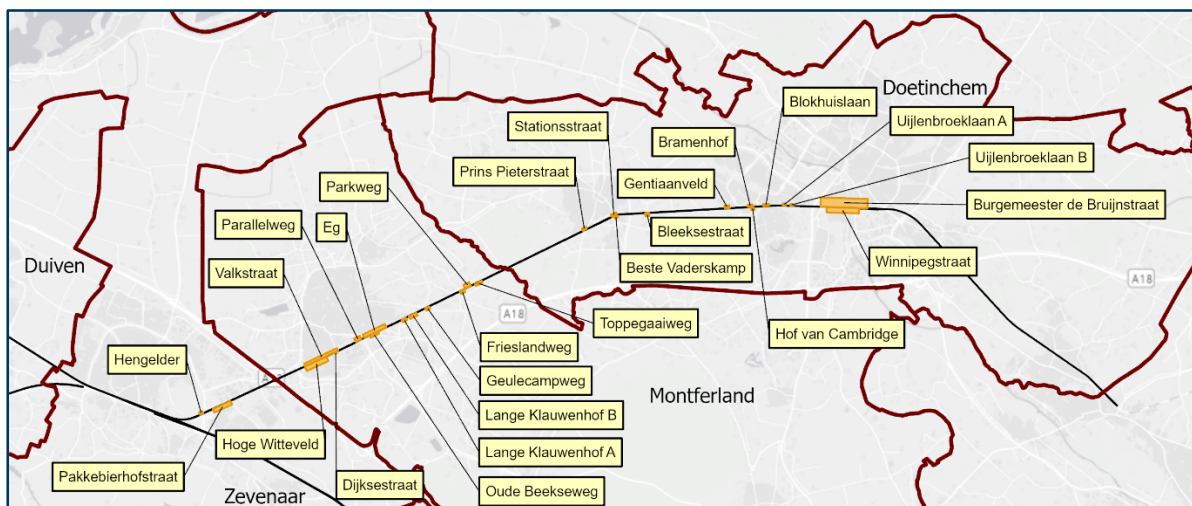 Doetinchem
Blokhuislaan
Stationsstraat
Uijlenbroeklaan A
Bramenhof
Uijlenbroeklaan B
Prins Pieterstraat
Parkweg
Gentiaanveld
Burgemeester de Bruijnstraat
Parallelweg
Eg
Bleeksestraat
Duiven
Valkstraat
Beste Vaderskamp
Winnipegstraat
A18
A18
Toppegaaiweg
Hof van Cambridge
Frieslandweg
Hengelder
Geulecampweg
Montferland
Lange Klauwenhof B
Hoge Witteveld
Lange Klauwenhof A
Pakkebierhofstraat
Dijksestraat
Oude Beekseweg
Zevenaar